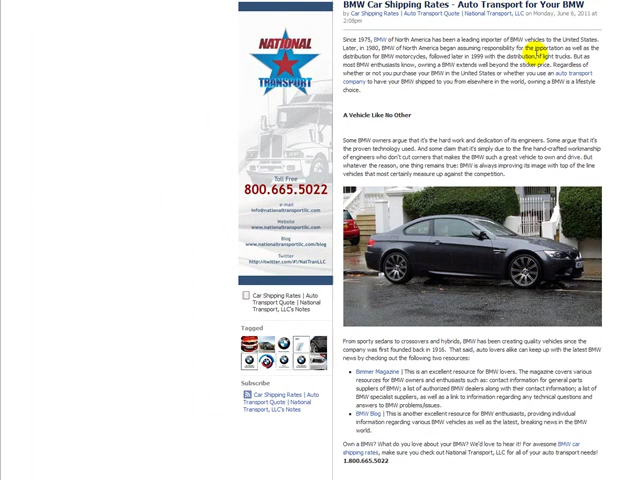 BMW Car Shipping Rates - Auto Transport for Your BMW
by Car Shipping Rates | Auto Transport Quote | National Transport, LLC on Monday, June 6, 2011 at
2:08pm
Since 1975, BMW of North America has been a leading importer of BMW vehicles to the United States.
Later, in 1980, BMW of North America began assuming responsibility for the importation as well as the
distribution for BMW motorcycles, followed later in 1999 with the distribution of light trucks. But as
most BMW enthusiasts know, owning a BMW extends well beyond the sticker price. Regardless of
whether or not you purchase your BMW in the United States or whether you use an auto transport
company to have your BMW shipped to you from elsewhere in the world, owning a BMW is a lifestyle
choice.
A Vehicle Like No Other
Some BMW owners argue that it's the hard work and dedication of its engineers. Some argue that it's
the proven technology used. And some claim that it's simply due to the fine hand-crafted workmanship
of engineers who don't cut corners that makes the BMW such a great vehicle to own and drive. But
whatever the reason, one thing remains true: BMW is always improving its image with top of the line
vehicles that most certainly measure up against the competition.
From sporty sedans to crossovers and hybrids, BMW has been creating quality vehicles since the
company was first founded back in 1916. That said, auto lovers alike can keep up with the latest BMW
news by checking out the following two resources:
Bimmer Magazine | This is an excellent resource for BMW lovers. The magazine covers various
resources for BMW owners and enthusiasts such as: contact information for general parts
suppliers of BMW; a list of authorized BMW dealers along with their contact information; a list of
BMW specialist suppliers, as well as a link to information regarding any technical questions and
answers to BMW problems/issues.
BMW Blog | This is another excellent resource for BMW enthusiasts, providing individual
information regarding various BMW vehicles as well as the latest, breaking news in the BMW
world.
Own a BMW? What do you love about your BMW? We'd love to hear it! For awesome BMW car
shipping rates, make sure you check out National Transport, LLC for all of your auto transport needs!
1.800.665.5022
NATIONAL
TRANSPORT
Toll Free
800.665.5022
e-mail
info@nationaltransportllc.com
Website
www.nationaltransportllc.com
Blog
www.nationaltransportllc.com/blog
Twitter
http://twitter.com/#!/NatTranLLC
Car Shipping Rates | Auto
Transport Quote | National
Transport, LLC's Notes
Tagged
Subscribe
Car Shipping Rates | Auto
Transport Quote | National
Transport, LLC's Notes